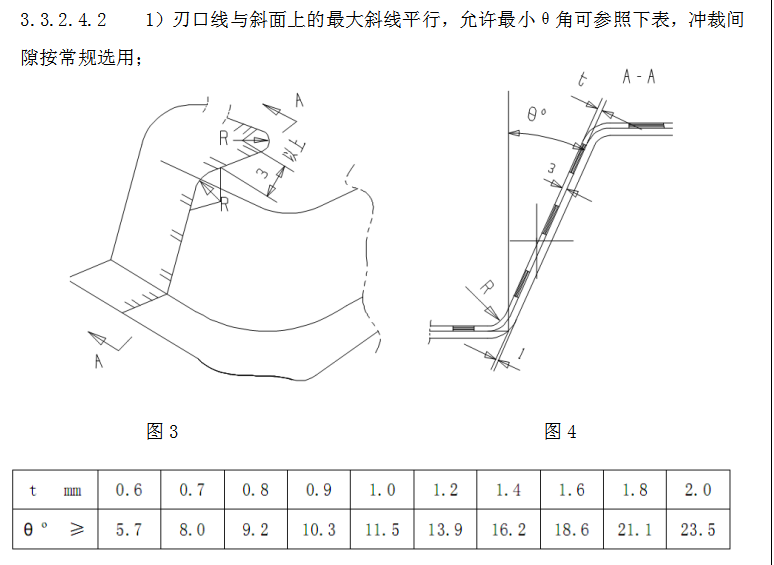 3.3.2.4.2 1）刃口线与斜面上的最大斜线平行，允许最小θ角可参照下表，冲裁间
隙按常规选用；
A
R
3 以上
R
A
A-A
t
θ°
3
R
1
图 3 图 4
t mm 0.6 0.7 0.8 0.9 1.0 1.2 1.4 1.6 1.8 2.0
θ° ≥ 5.7 8.0 9.2 10.3 11.5 13.9 16.2 18.6 21.1 23.5